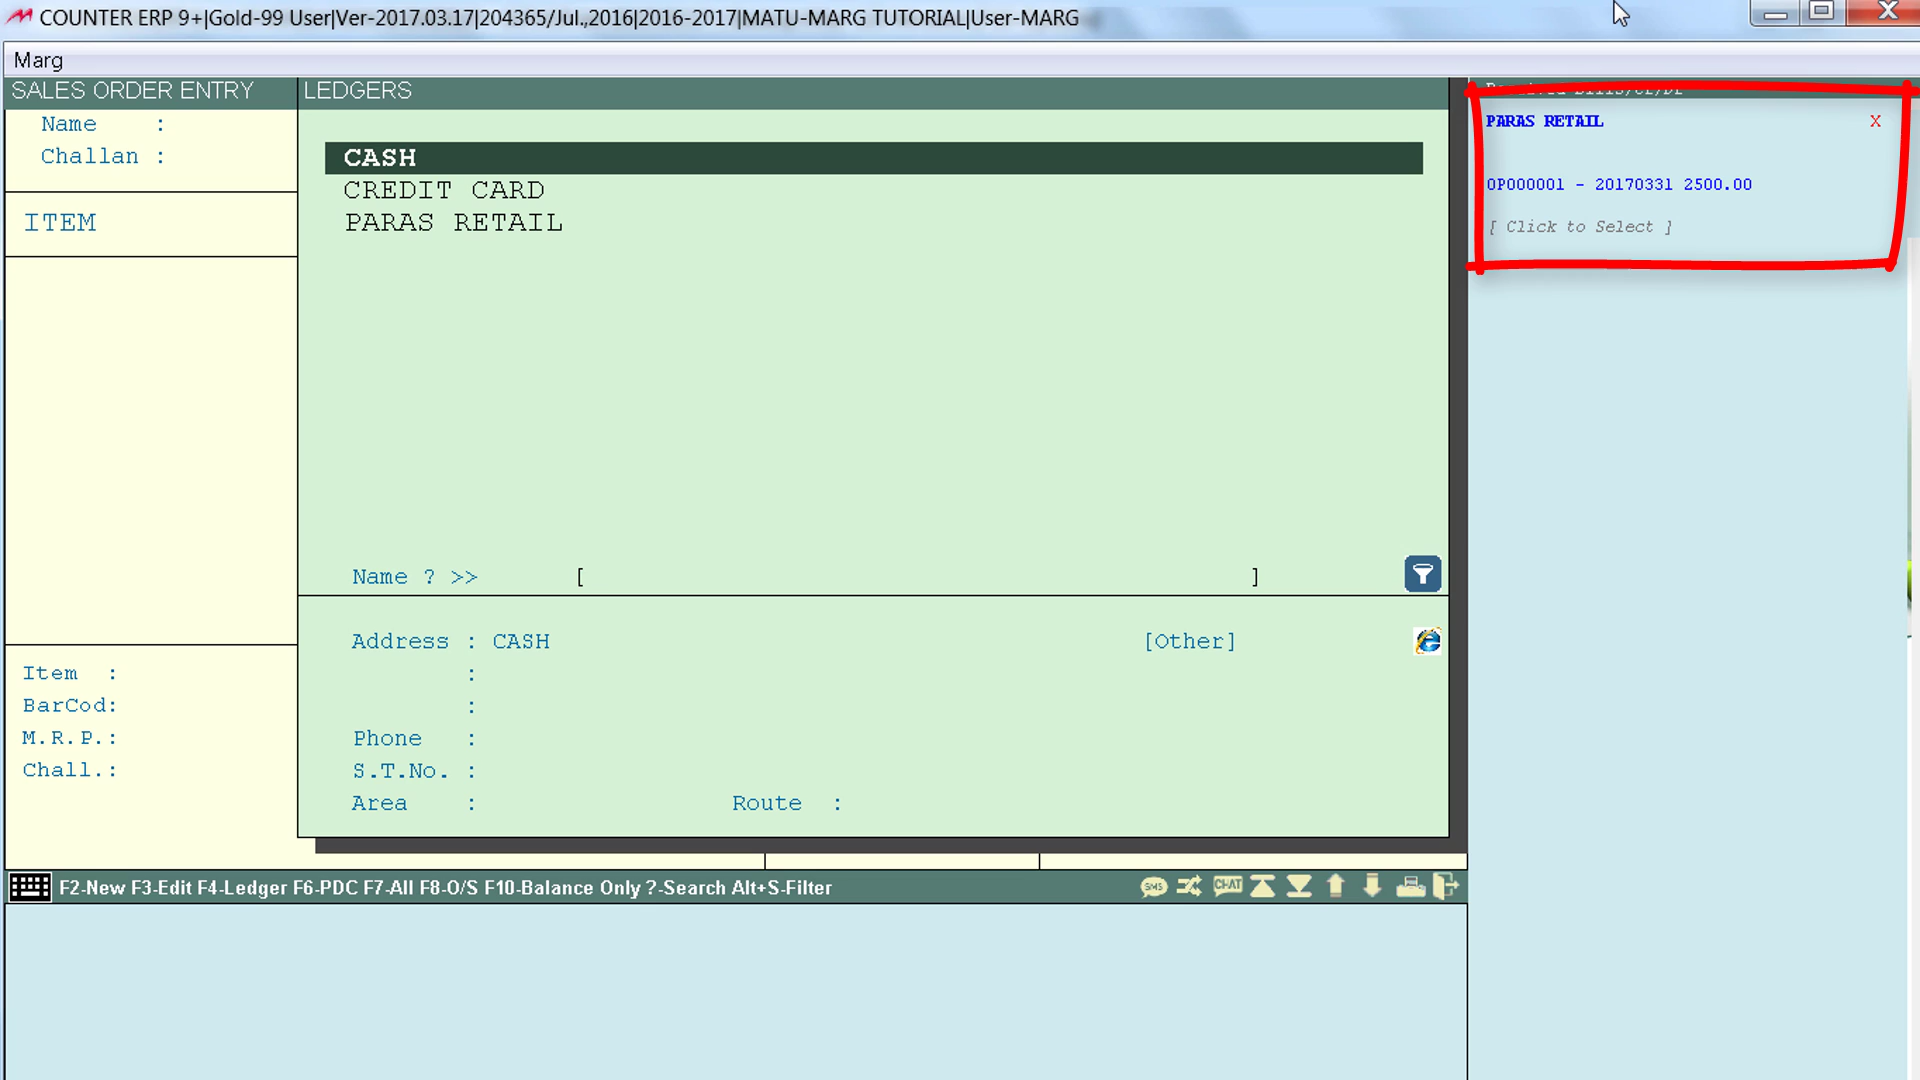 COUNTER ERP 9+|Gold-99 User|Ver-2017.03.17|204365/Jul.,2016|2016-2017|MATU-MARG TUTORIAL|User-MARG
Marg
SALES ORDER ENTRY
Name :
Challan :
ITEM
Item :
BarCod:
M.R.P.:
Chall.:
LEDGERS
CASH
CREDIT CARD
PARAS RETAIL
Name ? >> [ ]
Address : CASH [Other]
:
:
Phone :
S.T.No. :
Area : Route :
PARAS RETAIL X
OP000001 - 20170331 2500.00
[ Click to Select ]
F2-New F3-Edit F4-Ledger F6-PDC F7-All F8-O/S F10-Balance Only ?-Search Alt+S-Filter
SMS
CHAT